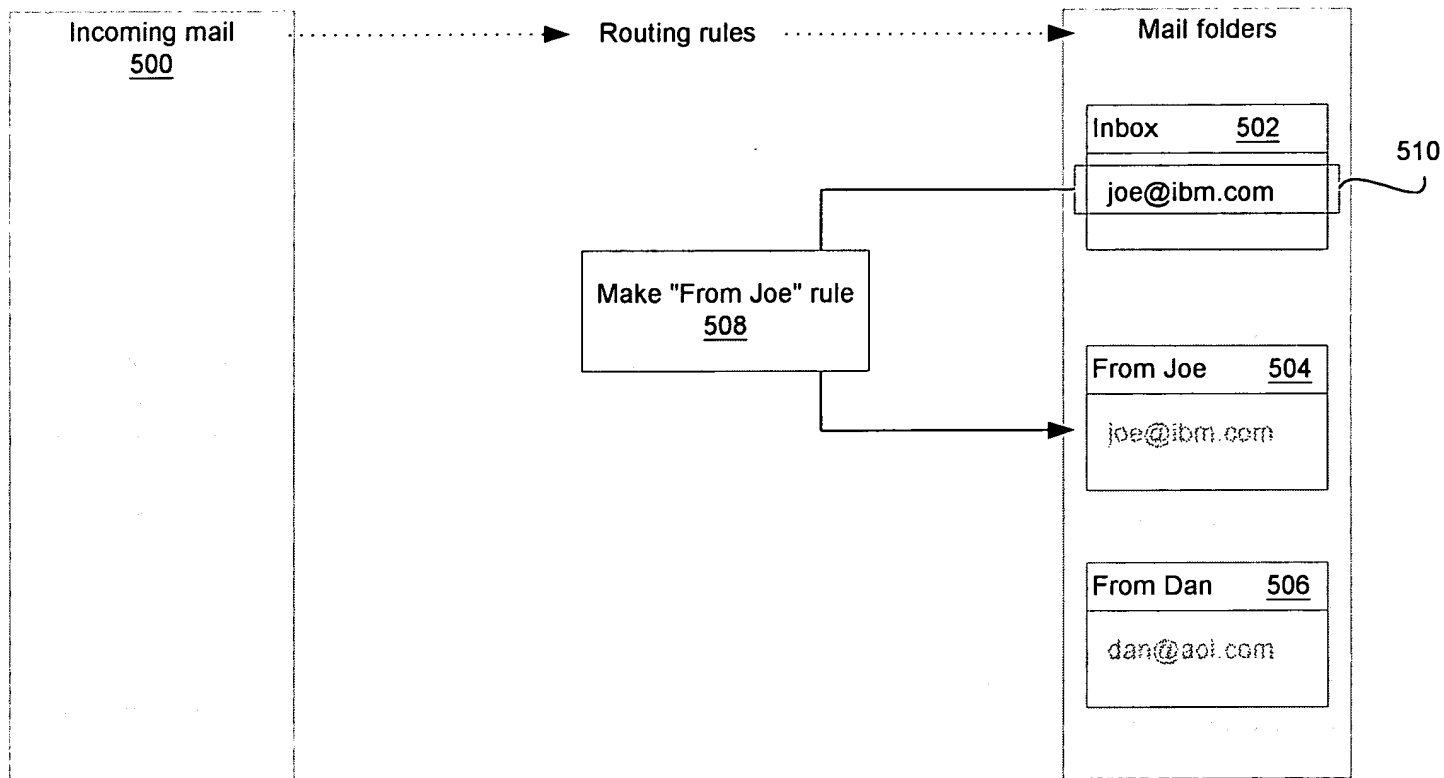 Incoming mail
500
Routing rules
Mail folders
Inbox 502
joe@ibm.com
510
Make "From Joe" rule
508
From Joe 504
joe@ibm.com
From Dan 506
dan@aol.com